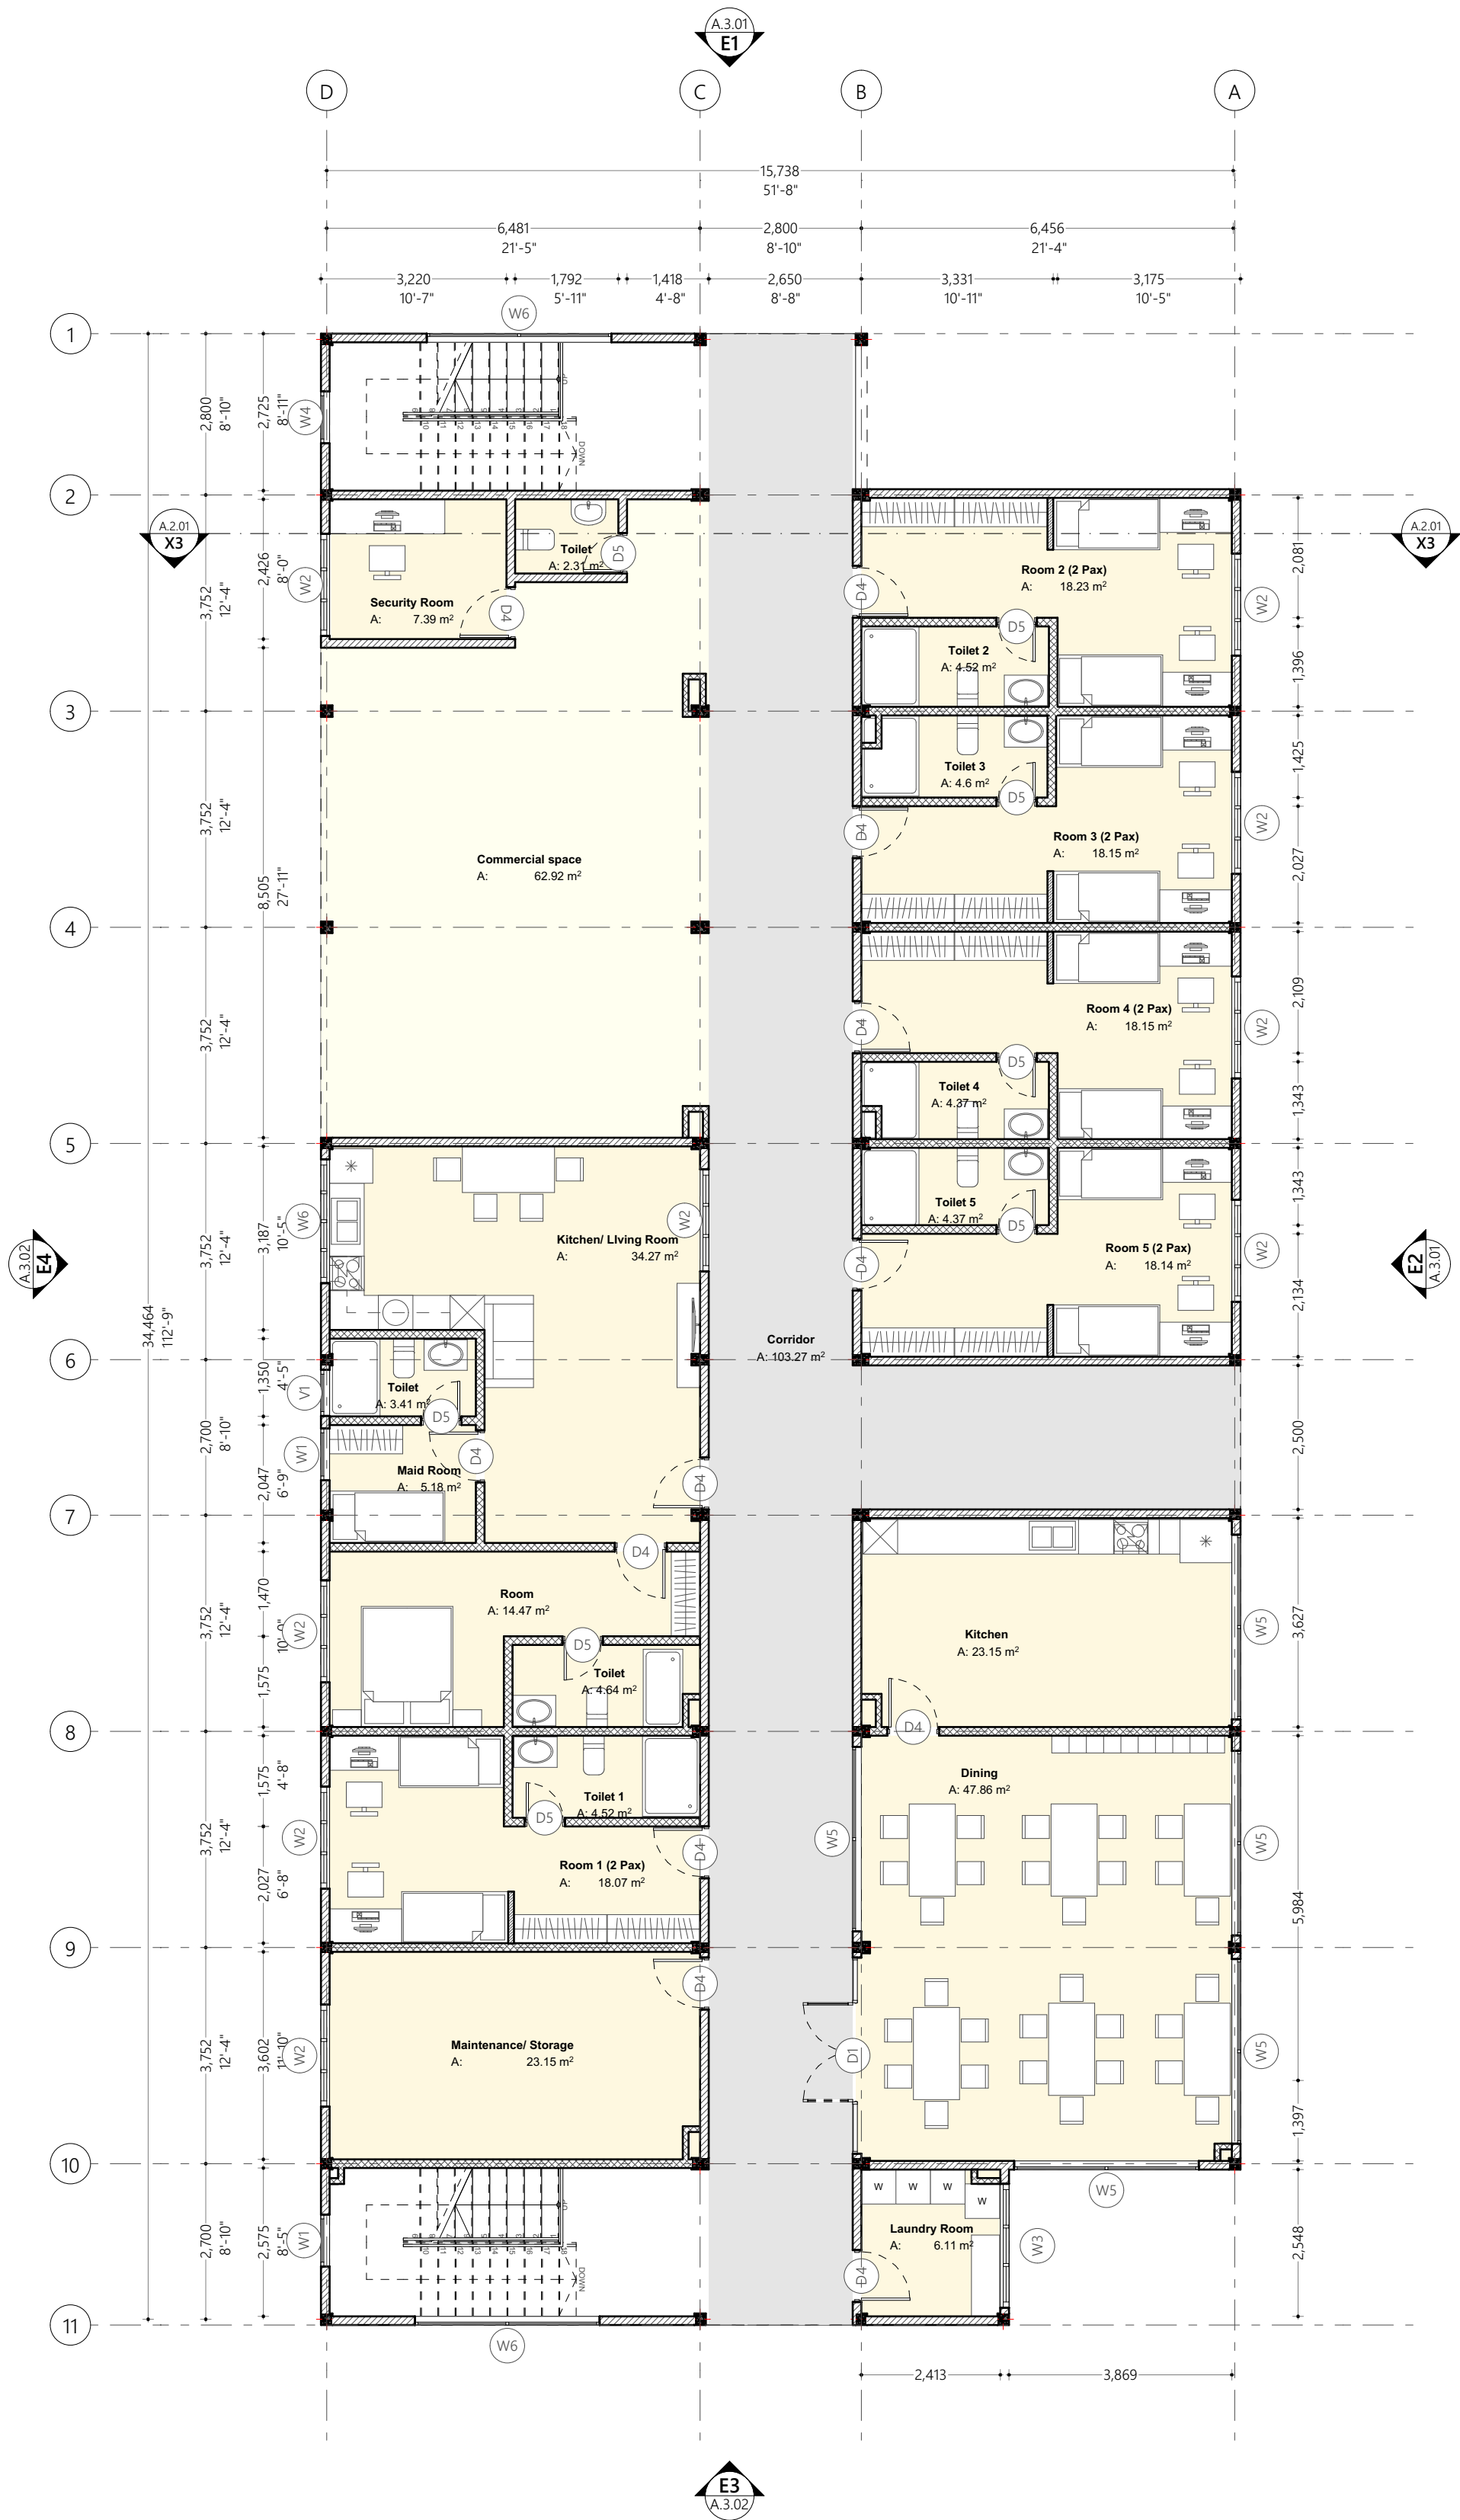 A.3.01
E1
D
C
B
A
15,738
51'-8"
6,481
21'-5"
2,800
8'-10"
6,456
21'-4"
3,220
10'-7"
1,792
5'-11"
1,418
4'-8"
2,650
8'-8"
3,331
10'-11"
3,175
10'-5"
W6
1
2,800
8'-10"
2,725
8'-11"
W4
UP
DOWN
2
A.2.01
X3
A.2.01
X3
3,752
12'-4"
2,426
8'-0"
W2
Security Room
A: 7.39 m²
D4
Toilet
A: 2.31 m²
D5
D4
Room 2 (2 Pax)
A: 18.23 m²
W2
2,081
D5
Toilet 2
A: 4.52 m²
1,396
3
Toilet 3
A: 4.6 m²
D5
1,425
3,752
12'-4"
8,505
27'-11"
Commercial space
A: 62.92 m²
D4
Room 3 (2 Pax)
A: 18.15 m²
W2
2,027
4
3,752
12'-4"
D4
Room 4 (2 Pax)
A: 18.15 m²
W2
2,109
D5
Toilet 4
A: 4.37 m²
1,343
5
Toilet 5
A: 4.37 m²
D5
1,343
3,752
12'-4"
3,187
10'-5"
W6
Kitchen/ LIving Room
A: 34.27 m²
W2
D4
Room 5 (2 Pax)
A: 18.14 m²
W2
2,134
A.3.02
E4
E2
A.3.01
34,464
112'-9"
Corridor
A: 103.27 m²
6
1,350
4'-5"
V1
Toilet
A: 3.41 m²
D5
2,700
8'-10"
2,047
6'-9"
W1
Maid Room
A: 5.18 m²
D4
D4
2,500
7
D4
3,752
12'-4"
1,470
1,575
W2
Room
A: 14.47 m²
D5
Toilet
A: 4.64 m²
Kitchen
A: 23.15 m²
W5
3,627
D4
8
3,752
12'-4"
1,575
4'-8"
2,027
6'-8"
W2
Toilet 1
A: 4.52 m²
D5
D4
Room 1 (2 Pax)
A: 18.07 m²
Dining
A: 47.86 m²
W5
W5
5,984
9
D4
3,752
12'-4"
3,602
11'-10"
W2
Maintenance/ Storage
A: 23.15 m²
D1
W5
1,397
10
W5
2,700
8'-10"
2,575
8'-5"
W1
UP
DOWN
W
W
W
W
Laundry Room
A: 6.11 m²
D4
W3
2,548
11
W6
2,413
3,869
E3
A.3.02